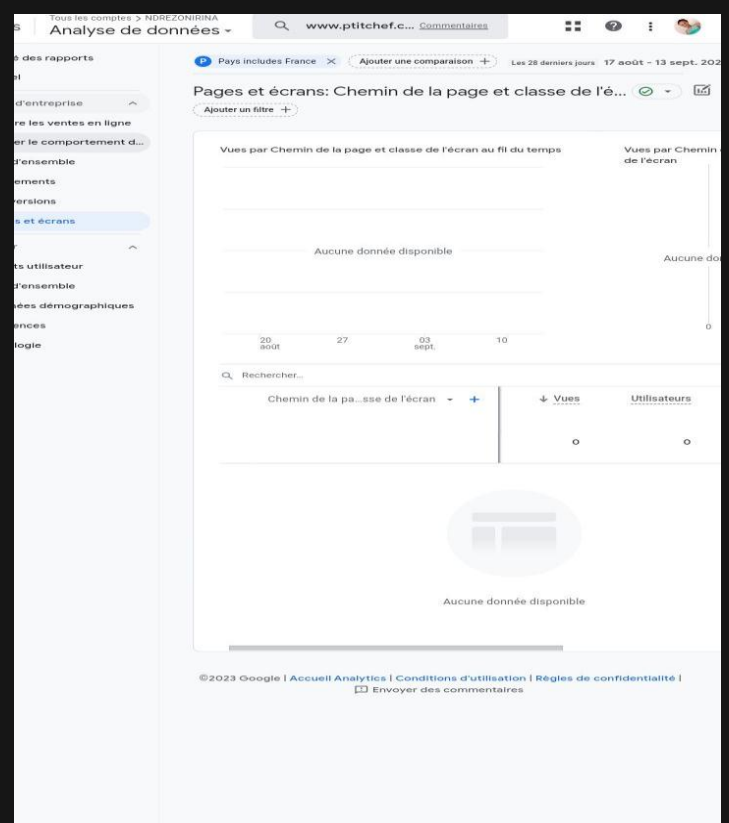 Tous les comptes > NDREZONIRINA
s
Analyse de données
www.ptitchef.c... Commentaires
é des rapports
el
P Pays includes France × Ajouter une comparaison + Les 28 derniers jours 17 août – 13 sept. 202
Pages et écrans: Chemin de la page et classe de l'é...
Ajouter un filtre +
d'entreprise
re les ventes en ligne
er le comportement d...
d'ensemble
ements
versions
s et écrans
r
ts utilisateur
d'ensemble
nées démographiques
ences
logie
Vues par Chemin de la page et classe de l'écran au fil du temps
Aucune donnée disponible
20 août
27
03 sept.
10
Vues par Chemin
de l'écran
Aucune do
0
Rechercher...
Chemin de la pa...sse de l'écran + ↓ Vues Utilisateurs
0 0
Aucune donnée disponible
©2023 Google | Accueil Analytics | Conditions d'utilisation | Règles de confidentialité |
Envoyer des commentaires